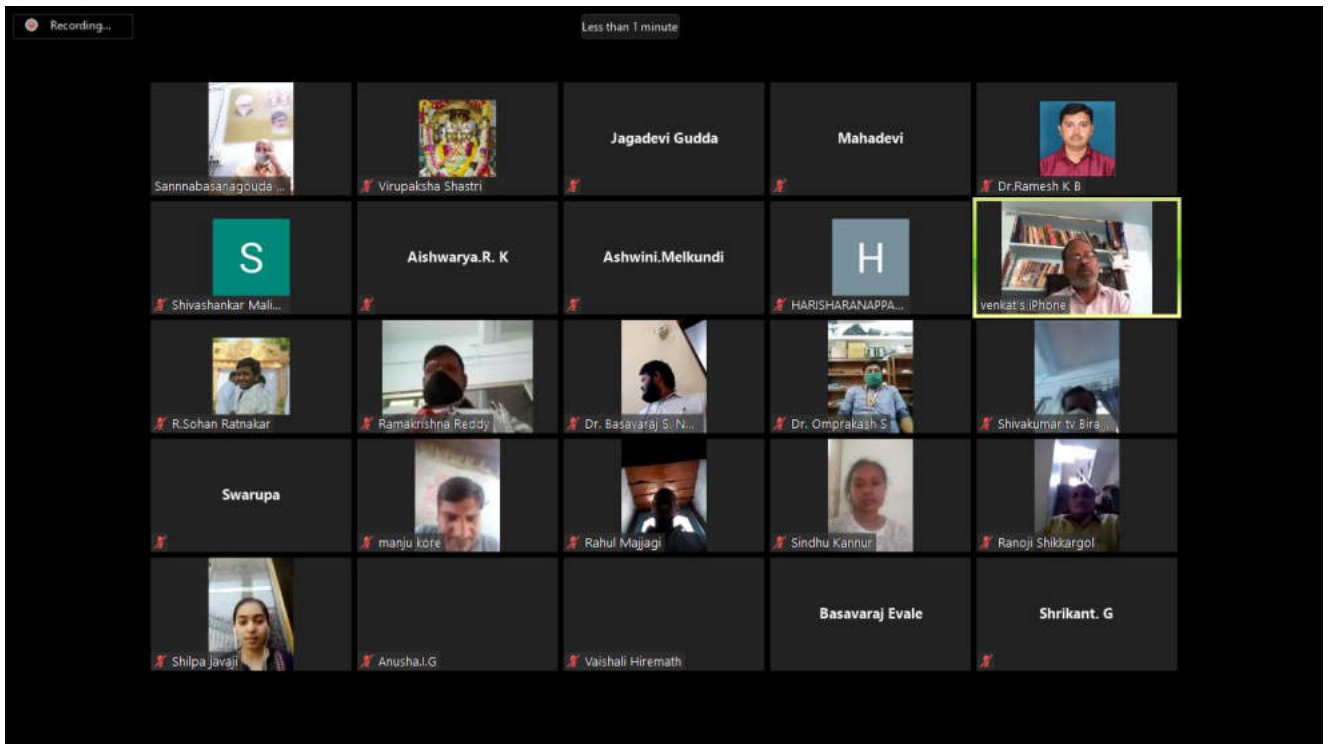 Recording...
Less than 1 minute
Sannnabasanagouda ...
Virupaksha Shastri
Jagadevi Gudda
Mahadevi
Dr.Ramesh K B
S
Shivashankar Mali...
Aishwarya.R. K
Ashwini.Melkundi
H
HARISHARANAPPA...
venkat's iPhone
R.Sohan Ratnakar
Ramakrishna Reddy
Dr. Basavaraj S. N...
Dr. Omprakash S
Shivakumar tv Bira...
Swarupa
manju kore
Rahul Majjagi
Sindhu Kannur
Ranoji Shikkargol
Shilpa Javaji
Anusha.I.G
Vaishali Hiremath
Basavaraj Evale
Shrikant. G